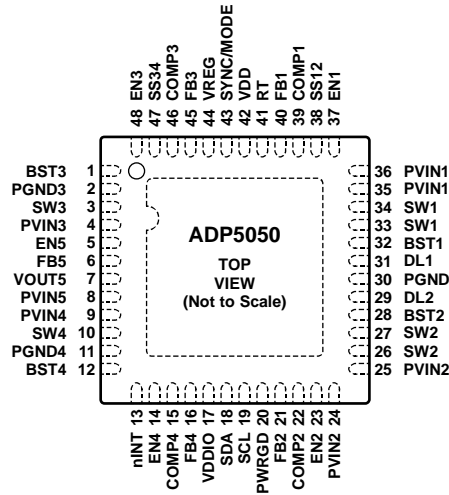 48 EN3
47 SS34
46 COMP3
45 FB3
44 VREG
43 SYNC/MODE
42 VDD
41 RT
40 FB1
39 COMP1
38 SS12
37 EN1
BST3 1
PGND3 2
SW3 3
PVIN3 4
EN5 5
FB5 6
VOUT5 7
PVIN5 8
PVIN4 9
SW4 10
PGND4 11
BST4 12
ADP5050
TOP
VIEW
(Not to Scale)
36 PVIN1
35 PVIN1
34 SW1
33 SW1
32 BST1
31 DL1
30 PGND
29 DL2
28 BST2
27 SW2
26 SW2
25 PVIN2
nINT 13
EN4 14
COMP4 15
FB4 16
VDDIO 17
SDA 18
SCL 19
PWRGD 20
FB2 21
COMP2 22
EN2 23
PVIN2 24